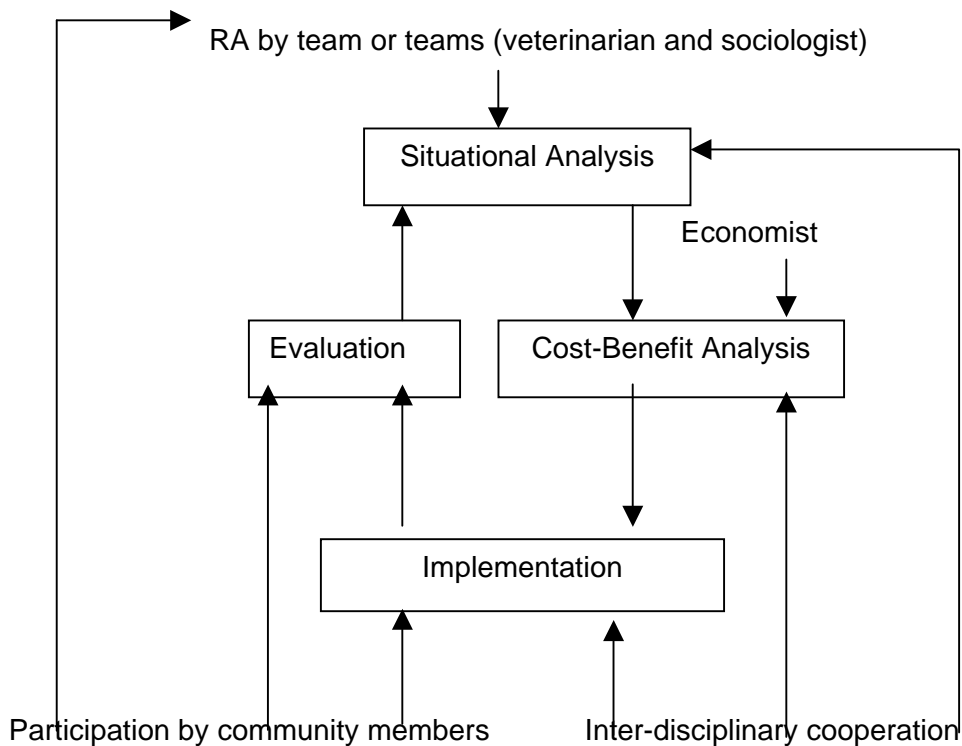 RA by team or teams (veterinarian and sociologist)
Situational Analysis
Economist
Evaluation
Cost-Benefit Analysis
Implementation
Participation by community members
Inter-disciplinary cooperation